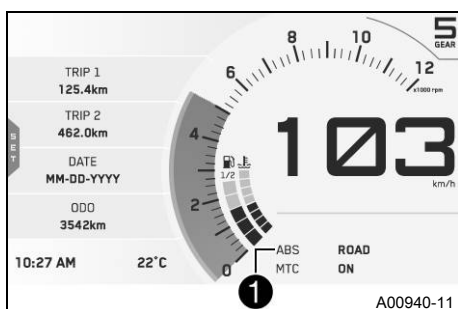 5
GEAR
TRIP 1
125.4km
TRIP 2
462.0km
DATE
MM-DD-YYYY
ODO
3542km
SET
10:27 AM 22°C
0
2
4
6
8
10
12
x1000 rpm
1/2
103
km/h
ABS ROAD
MTC ON
1
A00940-11